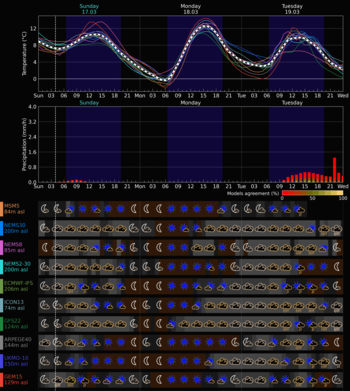 Sunday
17.03
Monday
18.03
Tuesday
19.03
Temperature (°C)
12
8
4
0
Sun 03 06 09 12 15 18 21 Mon 03 06 09 12 15 18 21 Tue 03 06 09 12 15 18 21 Wed
Sunday
Monday
Tuesday
Precipitation (mm/h)
4.0
3.2
2.4
1.6
0.8
0.0
Sun 03 06 09 12 15 18 21 Mon 03 06 09 12 15 18 21 Tue 03 06 09 12 15 18 21 Wed
Models agreement (%)
0
50
100
MSM5
84m asl
NEMS30
200m asl
NEMS8
85m asl
NEMS2-30
200m asl
ECMWF-IFS
206m asl
ICON13
74m asl
GFS22
124m asl
ARPEGE40
144m asl
UKMO-10
150m asl
GEM15
129m asl